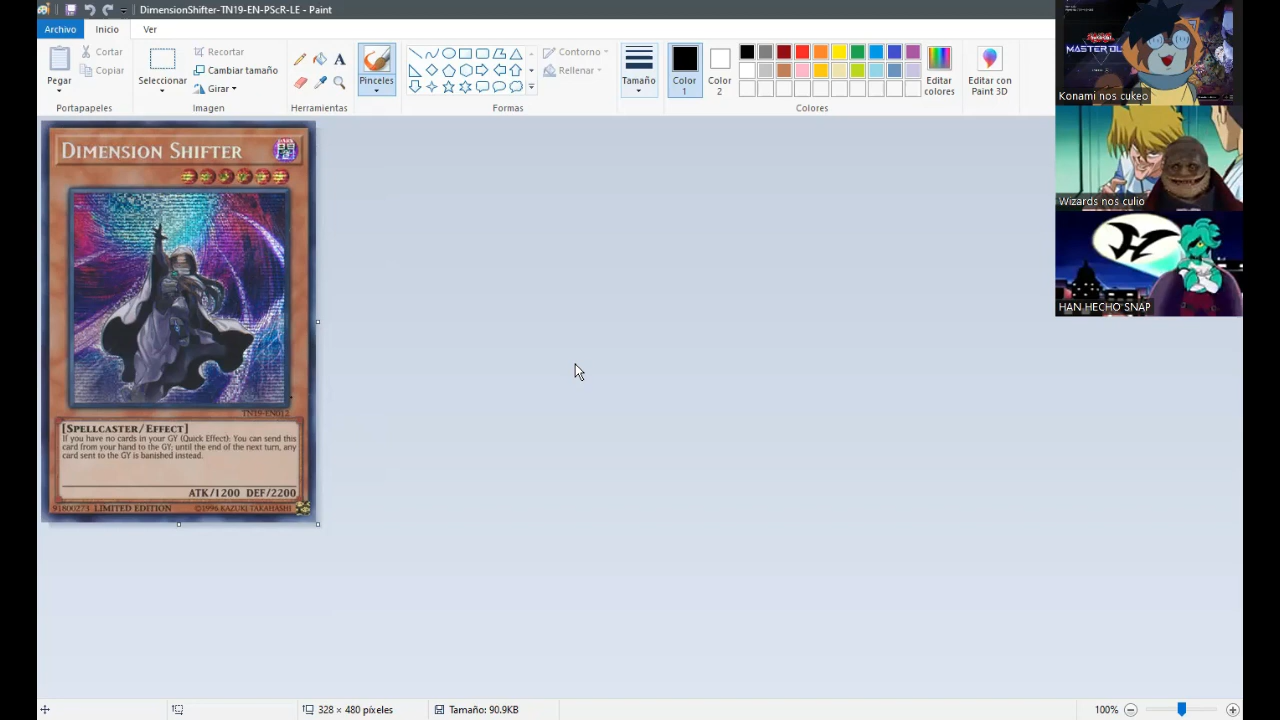 DimensionShifter-TN19-EN-PScR-LE - Paint
Archivo Inicio Ver
Pegar
Cortar
Copiar
Portapapeles
Seleccionar
Recortar
Cambiar tamaño
Girar
Imagen
A
Herramientas
Pinceles
Contorno
Rellenar
Formas
Tamaño
Color 1
Color 2
Colores
Editar colores
Editar con Paint 3D
Konami nos cukeo
Wizards nos culio
HAN HECHO SNAP
DIMENSION SHIFTER
DARK
闇
TN19-EN012
[SPELLCASTER/EFFECT]
If you have no cards in your GY (Quick Effect): You can send this
card from your hand to the GY; until the end of the next turn, any
card sent to the GY is banished instead.
ATK/1200 DEF/2200
91800273 LIMITED EDITION ©1996 KAZUKI TAKAHASHI
328 × 480 píxeles
Tamaño: 90.9KB
100%